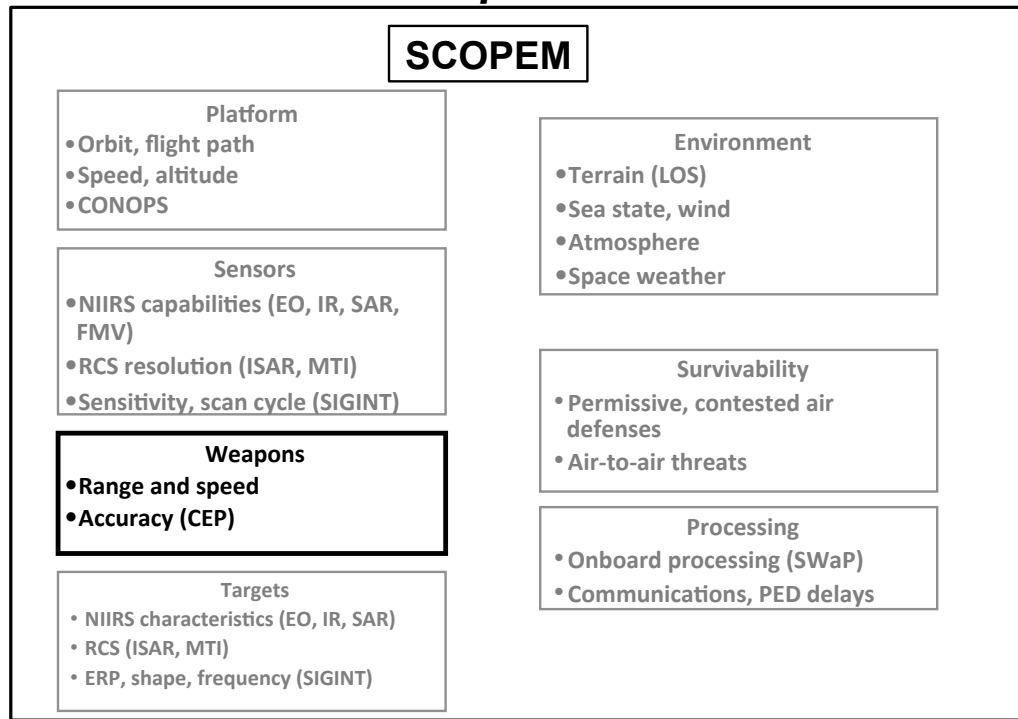 SCOPEM
Platform
•Orbit, flight path
•Speed, altitude
•CONOPS
Sensors
•NIIRS capabilities (EO, IR, SAR,
FMV)
•RCS resolution (ISAR, MTI)
•Sensitivity, scan cycle (SIGINT)
Weapons
•Range and speed
•Accuracy (CEP)
Targets
• NIIRS characteristics (EO, IR, SAR)
• RCS (ISAR, MTI)
• ERP, shape, frequency (SIGINT)
Environment
•Terrain (LOS)
•Sea state, wind
•Atmosphere
•Space weather
Survivability
• Permissive, contested air
defenses
• Air-to-air threats
Processing
• Onboard processing (SWaP)
• Communications, PED delays